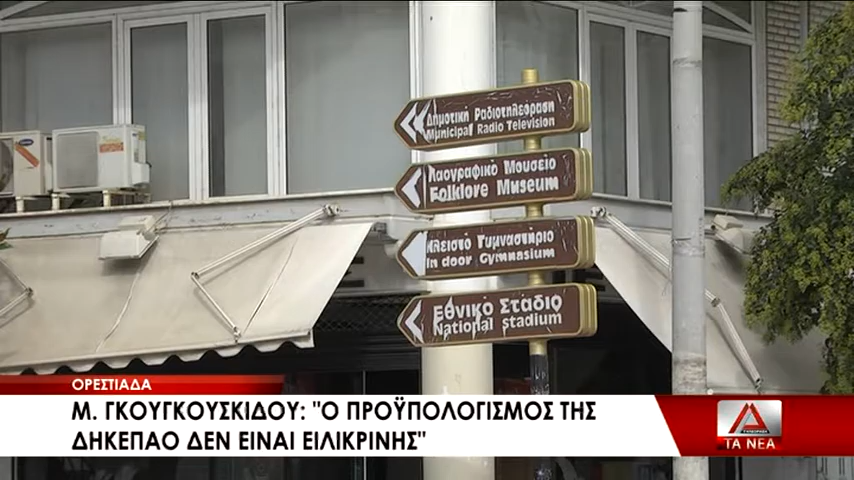 Δημοτική Ραδιοτηλεόραση
Municipal Radio Television
Λαογραφικό Μουσείο
Folklore Museum
Κλειστό Γυμναστήριο
In door Gymnasium
Εθνικό Στάδιο
National stadium
ΟΡΕΣΤΙΑΔΑ
Μ. ΓΚΟΥΓΚΟΥΣΚΙΔΟΥ: "Ο ΠΡΟΫΠΟΛΟΓΙΣΜΟΣ ΤΗΣ
ΔΗΚΕΠΑΟ ΔΕΝ ΕΙΝΑΙ ΕΙΛΙΚΡΙΝΗΣ"
ΤΑ ΝΕΑ